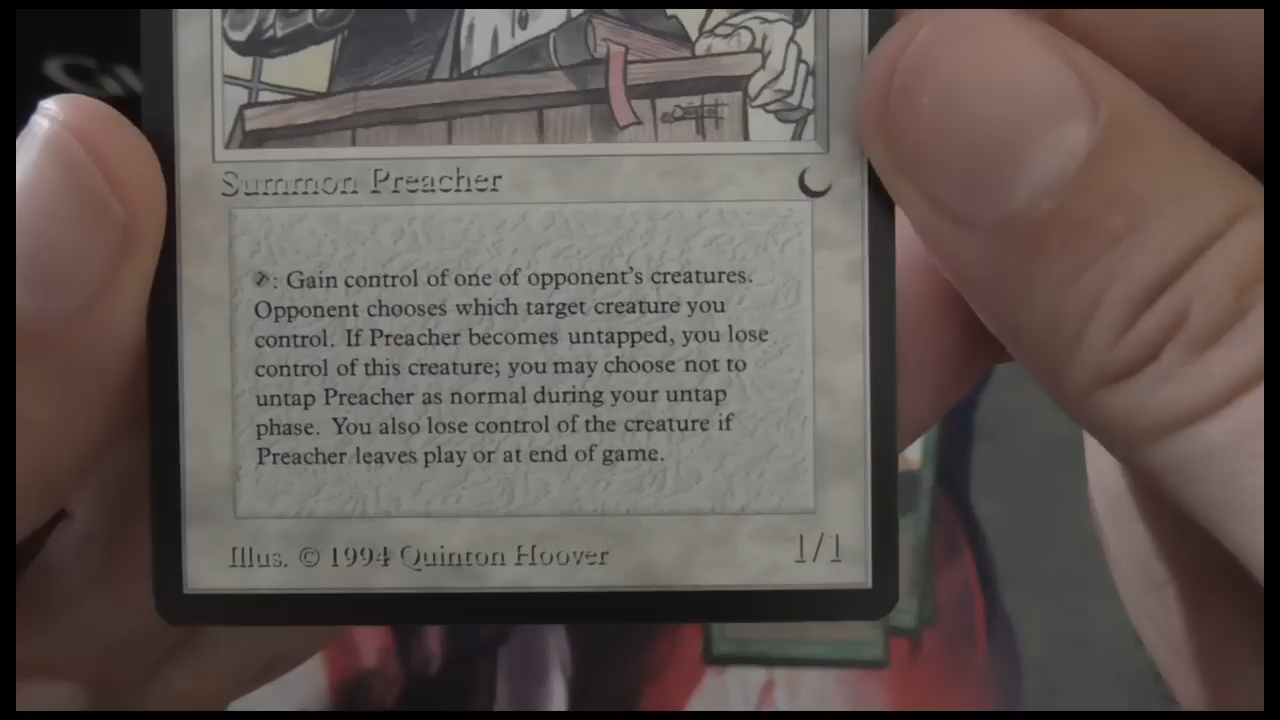 Summon Preacher
: Gain control of one of opponent's creatures.
Opponent chooses which target creature you
control. If Preacher becomes untapped, you lose
control of this creature; you may choose not to
untap Preacher as normal during your untap
phase. You also lose control of the creature if
Preacher leaves play or at end of game.
Illus. © 1994 Quinton Hoover
1/1